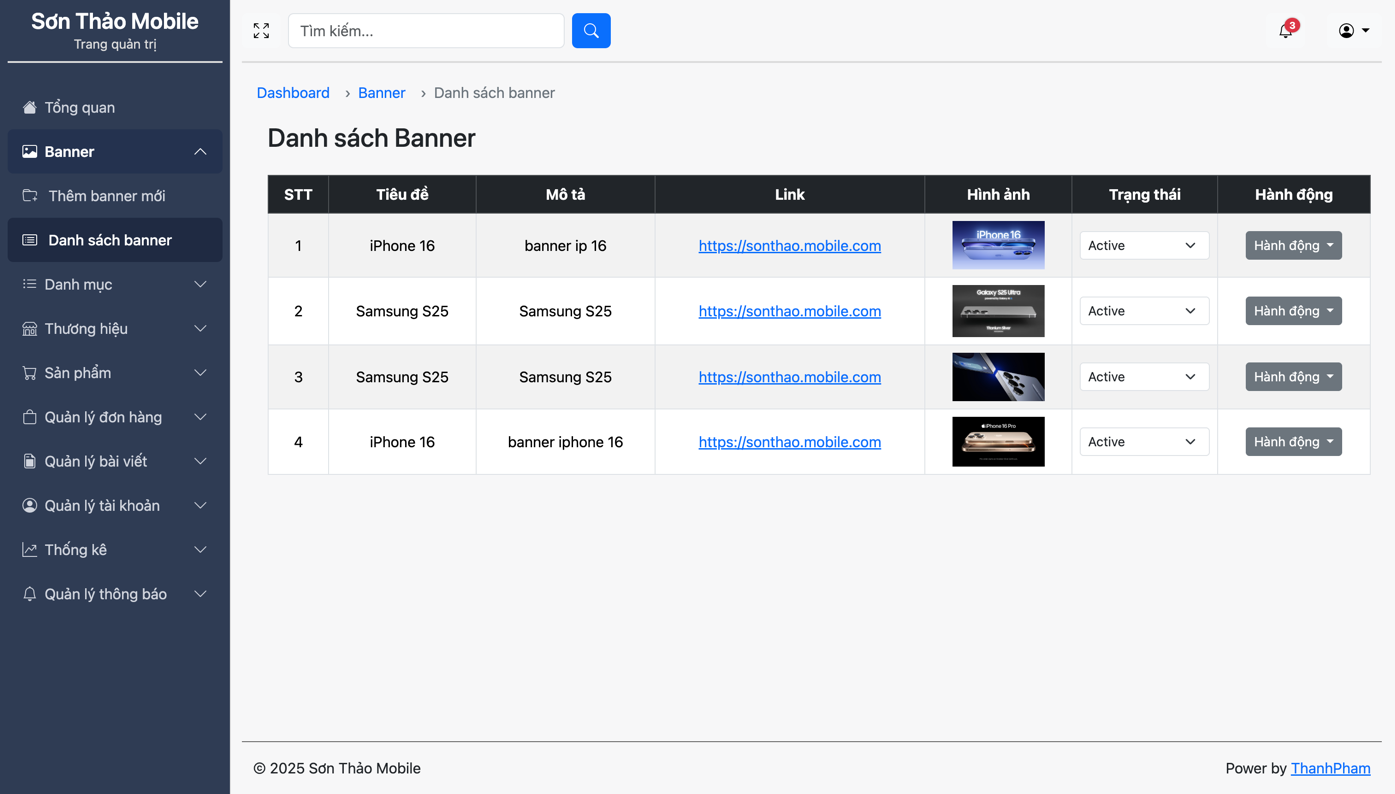 Sơn Thảo Mobile
Trang quản trị
Tổng quan
Banner
Thêm banner mới
Danh sách banner
Danh mục
Thương hiệu
Sản phẩm
Quản lý đơn hàng
Quản lý bài viết
Quản lý tài khoản
Thống kê
Quản lý thông báo
Tìm kiếm...
3
Dashboard › Banner › Danh sách banner
Danh sách Banner
STT Tiêu đề Mô tả Link Hình ảnh Trạng thái Hành động
1 iPhone 16 banner ip 16 https://sonthao.mobile.com iPhone 16 Active Hành động
2 Samsung S25 Samsung S25 https://sonthao.mobile.com Galaxy S25 Ultra Titanium Silver Active Hành động
3 Samsung S25 Samsung S25 https://sonthao.mobile.com Active Hành động
4 iPhone 16 banner iphone 16 https://sonthao.mobile.com iPhone 16 Pro Active Hành động
© 2025 Sơn Thảo Mobile
Power by ThanhPham